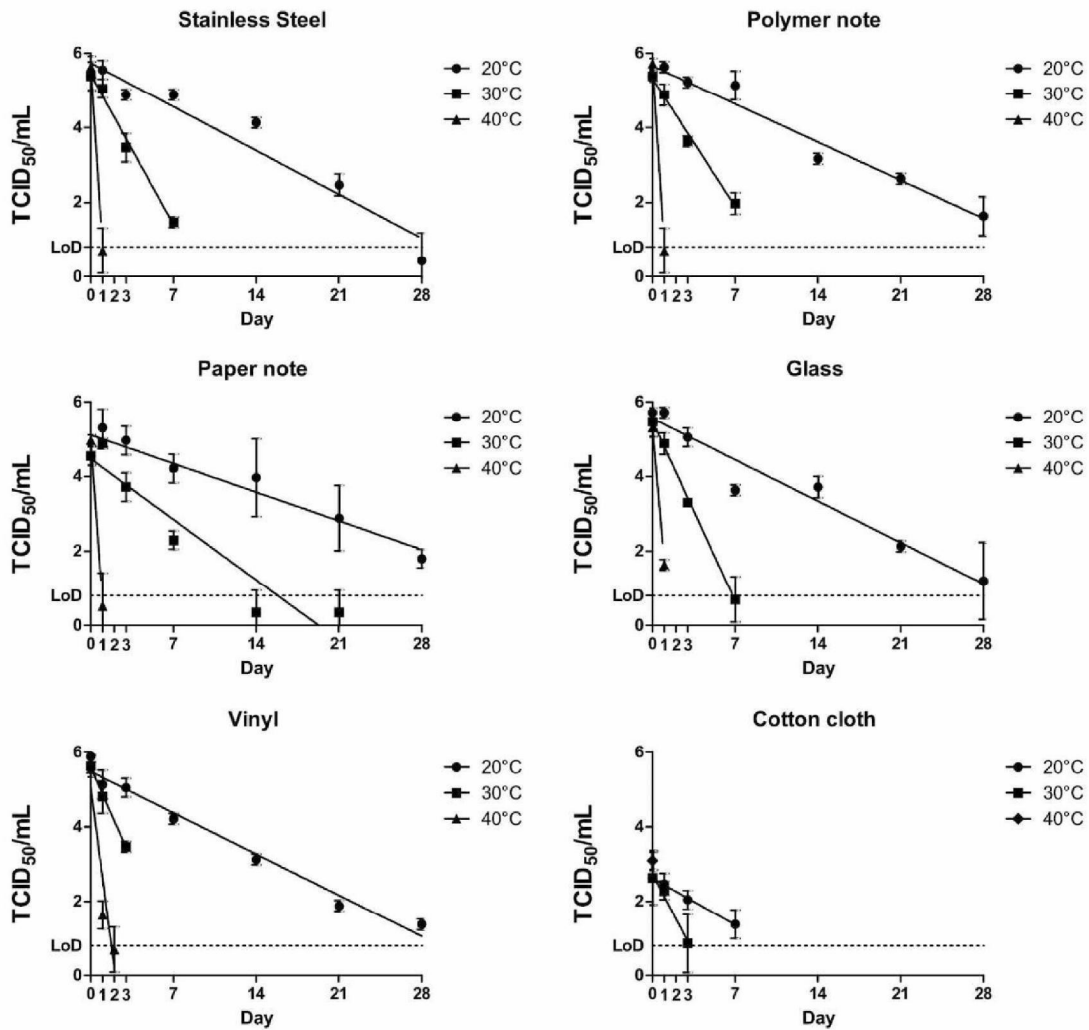 Stainless Steel
6
4
2
LoD
0
TCID50/mL
0 1 2 3 7 14 21 28
Day
20°C
30°C
40°C
Polymer note
6
4
2
LoD
0
TCID50/mL
0 1 2 3 7 14 21 28
Day
20°C
30°C
40°C
Paper note
6
4
2
LoD
0
TCID50/mL
0 1 2 3 7 14 21 28
Day
20°C
30°C
40°C
Glass
6
4
2
LoD
0
TCID50/mL
0 1 2 3 7 14 21 28
Day
20°C
30°C
40°C
Vinyl
6
4
2
LoD
0
TCID50/mL
0 1 2 3 7 14 21 28
Day
20°C
30°C
40°C
Cotton cloth
6
4
2
LoD
0
TCID50/mL
0 1 2 3 7 14 21 28
Day
20°C
30°C
40°C